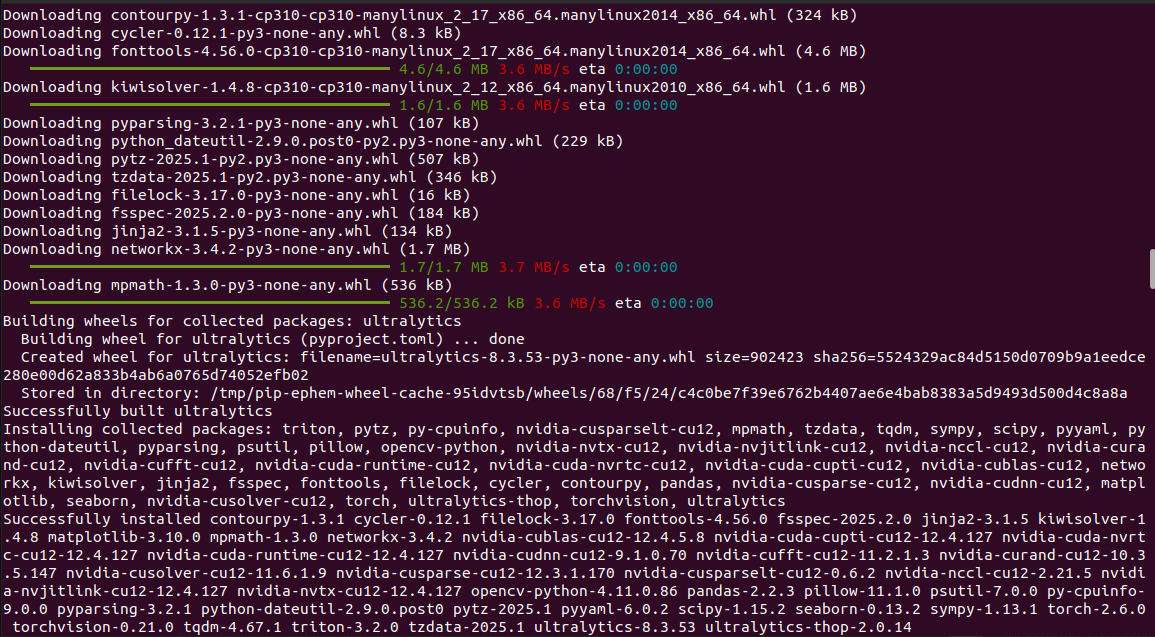 Downloading contourpy-1.3.1-cp310-cp310-manylinux_2_17_x86_64.manylinux2014_x86_64.whl (324 kB)
Downloading cycler-0.12.1-py3-none-any.whl (8.3 kB)
Downloading fonttools-4.56.0-cp310-cp310-manylinux_2_17_x86_64.manylinux2014_x86_64.whl (4.6 MB)
4.6/4.6 MB 3.6 MB/s eta 0:00:00
Downloading kiwisolver-1.4.8-cp310-cp310-manylinux_2_12_x86_64.manylinux2010_x86_64.whl (1.6 MB)
1.6/1.6 MB 3.6 MB/s eta 0:00:00
Downloading pyparsing-3.2.1-py3-none-any.whl (107 kB)
Downloading python_dateutil-2.9.0.post0-py2.py3-none-any.whl (229 kB)
Downloading pytz-2025.1-py2.py3-none-any.whl (507 kB)
Downloading tzdata-2025.1-py2.py3-none-any.whl (346 kB)
Downloading filelock-3.17.0-py3-none-any.whl (16 kB)
Downloading fsspec-2025.2.0-py3-none-any.whl (184 kB)
Downloading jinja2-3.1.5-py3-none-any.whl (134 kB)
Downloading networkx-3.4.2-py3-none-any.whl (1.7 MB)
1.7/1.7 MB 3.7 MB/s eta 0:00:00
Downloading mpmath-1.3.0-py3-none-any.whl (536 kB)
536.2/536.2 kB 3.6 MB/s eta 0:00:00
Building wheels for collected packages: ultralytics
  Building wheel for ultralytics (pyproject.toml) ... done
  Created wheel for ultralytics: filename=ultralytics-8.3.53-py3-none-any.whl size=902423 sha256=5524329ac84d5150d0709b9a1eedce
280e00d62a833b4ab6a0765d74052efb02
  Stored in directory: /tmp/pip-ephem-wheel-cache-95idvtsb/wheels/68/f5/24/c4c0be7f39e6762b4407ae6e4bab8383a5d9493d500d4c8a8a
Successfully built ultralytics
Installing collected packages: triton, pytz, py-cpuinfo, nvidia-cusparselt-cu12, mpmath, tzdata, tqdm, sympy, scipy, pyyaml, py
thon-dateutil, pyparsing, psutil, pillow, opencv-python, nvidia-nvtx-cu12, nvidia-nvjitlink-cu12, nvidia-nccl-cu12, nvidia-cura
nd-cu12, nvidia-cufft-cu12, nvidia-cuda-runtime-cu12, nvidia-cuda-nvrtc-cu12, nvidia-cuda-cupti-cu12, nvidia-cublas-cu12, netwo
rkx, kiwisolver, jinja2, fsspec, fonttools, filelock, cycler, contourpy, pandas, nvidia-cusparse-cu12, nvidia-cudnn-cu12, matpl
otlib, seaborn, nvidia-cusolver-cu12, torch, ultralytics-thop, torchvision, ultralytics
Successfully installed contourpy-1.3.1 cycler-0.12.1 filelock-3.17.0 fonttools-4.56.0 fsspec-2025.2.0 jinja2-3.1.5 kiwisolver-1
.4.8 matplotlib-3.10.0 mpmath-1.3.0 networkx-3.4.2 nvidia-cublas-cu12-12.4.5.8 nvidia-cuda-cupti-cu12-12.4.127 nvidia-cuda-nvrt
c-cu12-12.4.127 nvidia-cuda-runtime-cu12-12.4.127 nvidia-cudnn-cu12-9.1.0.70 nvidia-cufft-cu12-11.2.1.3 nvidia-curand-cu12-10.3
.5.147 nvidia-cusolver-cu12-11.6.1.9 nvidia-cusparse-cu12-12.3.1.170 nvidia-cusparselt-cu12-0.6.2 nvidia-nccl-cu12-2.21.5 nvidi
a-nvjitlink-cu12-12.4.127 nvidia-nvtx-cu12-12.4.127 opencv-python-4.11.0.86 pandas-2.2.3 pillow-11.1.0 psutil-7.0.0 py-cpuinfo-
9.0.0 pyparsing-3.2.1 python-dateutil-2.9.0.post0 pytz-2025.1 pyyaml-6.0.2 scipy-1.15.2 seaborn-0.13.2 sympy-1.13.1 torch-2.6.0
 torchvision-0.21.0 tqdm-4.67.1 triton-3.2.0 tzdata-2025.1 ultralytics-8.3.53 ultralytics-thop-2.0.14